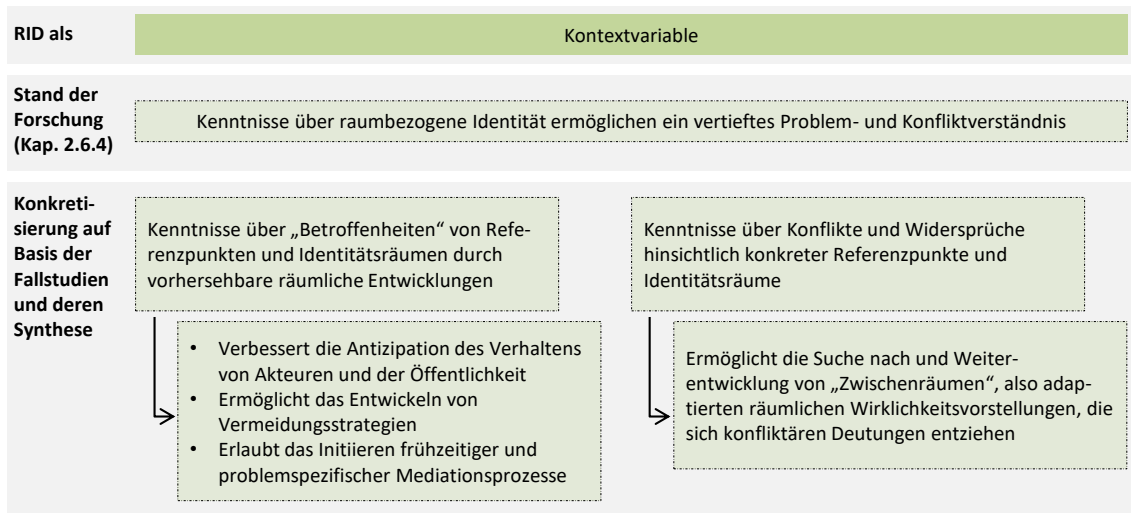 RID als
Kontextvariable
Stand der
Forschung
(Kap. 2.6.4)
Kenntnisse über raumbezogene Identität ermöglichen ein vertieftes Problem- und Konfliktverständnis
Konkreti-
sierung auf
Basis der
Fallstudien
und deren
Synthese
Kenntnisse über „Betroffenheiten“ von Refe-
renzpunkten und Identitätsräumen durch
vorhersehbare räumliche Entwicklungen
• Verbessert die Antizipation des Verhaltens
von Akteuren und der Öffentlichkeit
• Ermöglicht das Entwickeln von
Vermeidungsstrategien
• Erlaubt das Initiieren frühzeitiger und
problemspezifischer Mediationsprozesse
Kenntnisse über Konflikte und Widersprüche
hinsichtlich konkreter Referenzpunkte und
Identitätsräume
Ermöglicht die Suche nach und Weiter-
entwicklung von „Zwischenräumen“, also adap-
tierten räumlichen Wirklichkeitsvorstellungen, die
sich konfliktären Deutungen entziehen